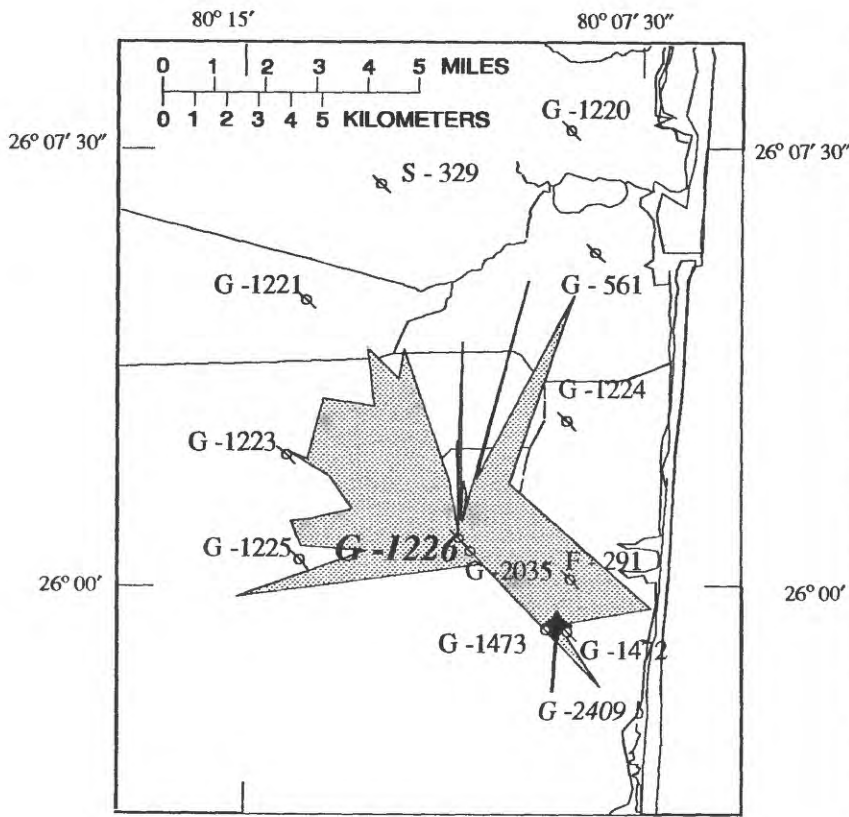 80° 15′ 80° 07′ 30″
0 1 2 3 4 5 MILES
0 1 2 3 4 5 KILOMETERS
G -1220
26° 07′ 30″ 26° 07′ 30″
S - 329
G -1221 G - 561
G -1224
G -1223
G -1226
G -1225 G -2035 F - 291
26° 00′ 26° 00′
G -1473 G -1472
G -2409